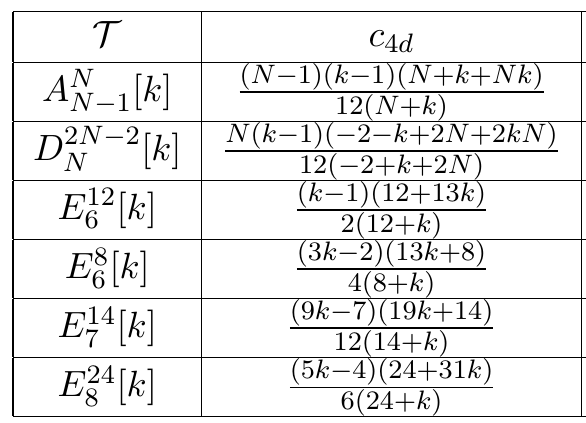 $\mathcal{T}$ $c_{4d}$
$A_{N-1}^{N}[k]$ $\frac{(N-1)(k-1)(N+k+Nk)}{12(N+k)}$
$D_{N}^{2N-2}[k]$ $\frac{N(k-1)(-2-k+2N+2kN)}{12(-2+k+2N)}$
$E_{6}^{12}[k]$ $\frac{(k-1)(12+13k)}{2(12+k)}$
$E_{6}^{8}[k]$ $\frac{(3k-2)(13k+8)}{4(8+k)}$
$E_{7}^{14}[k]$ $\frac{(9k-7)(19k+14)}{12(14+k)}$
$E_{8}^{24}[k]$ $\frac{(5k-4)(24+31k)}{6(24+k)}$